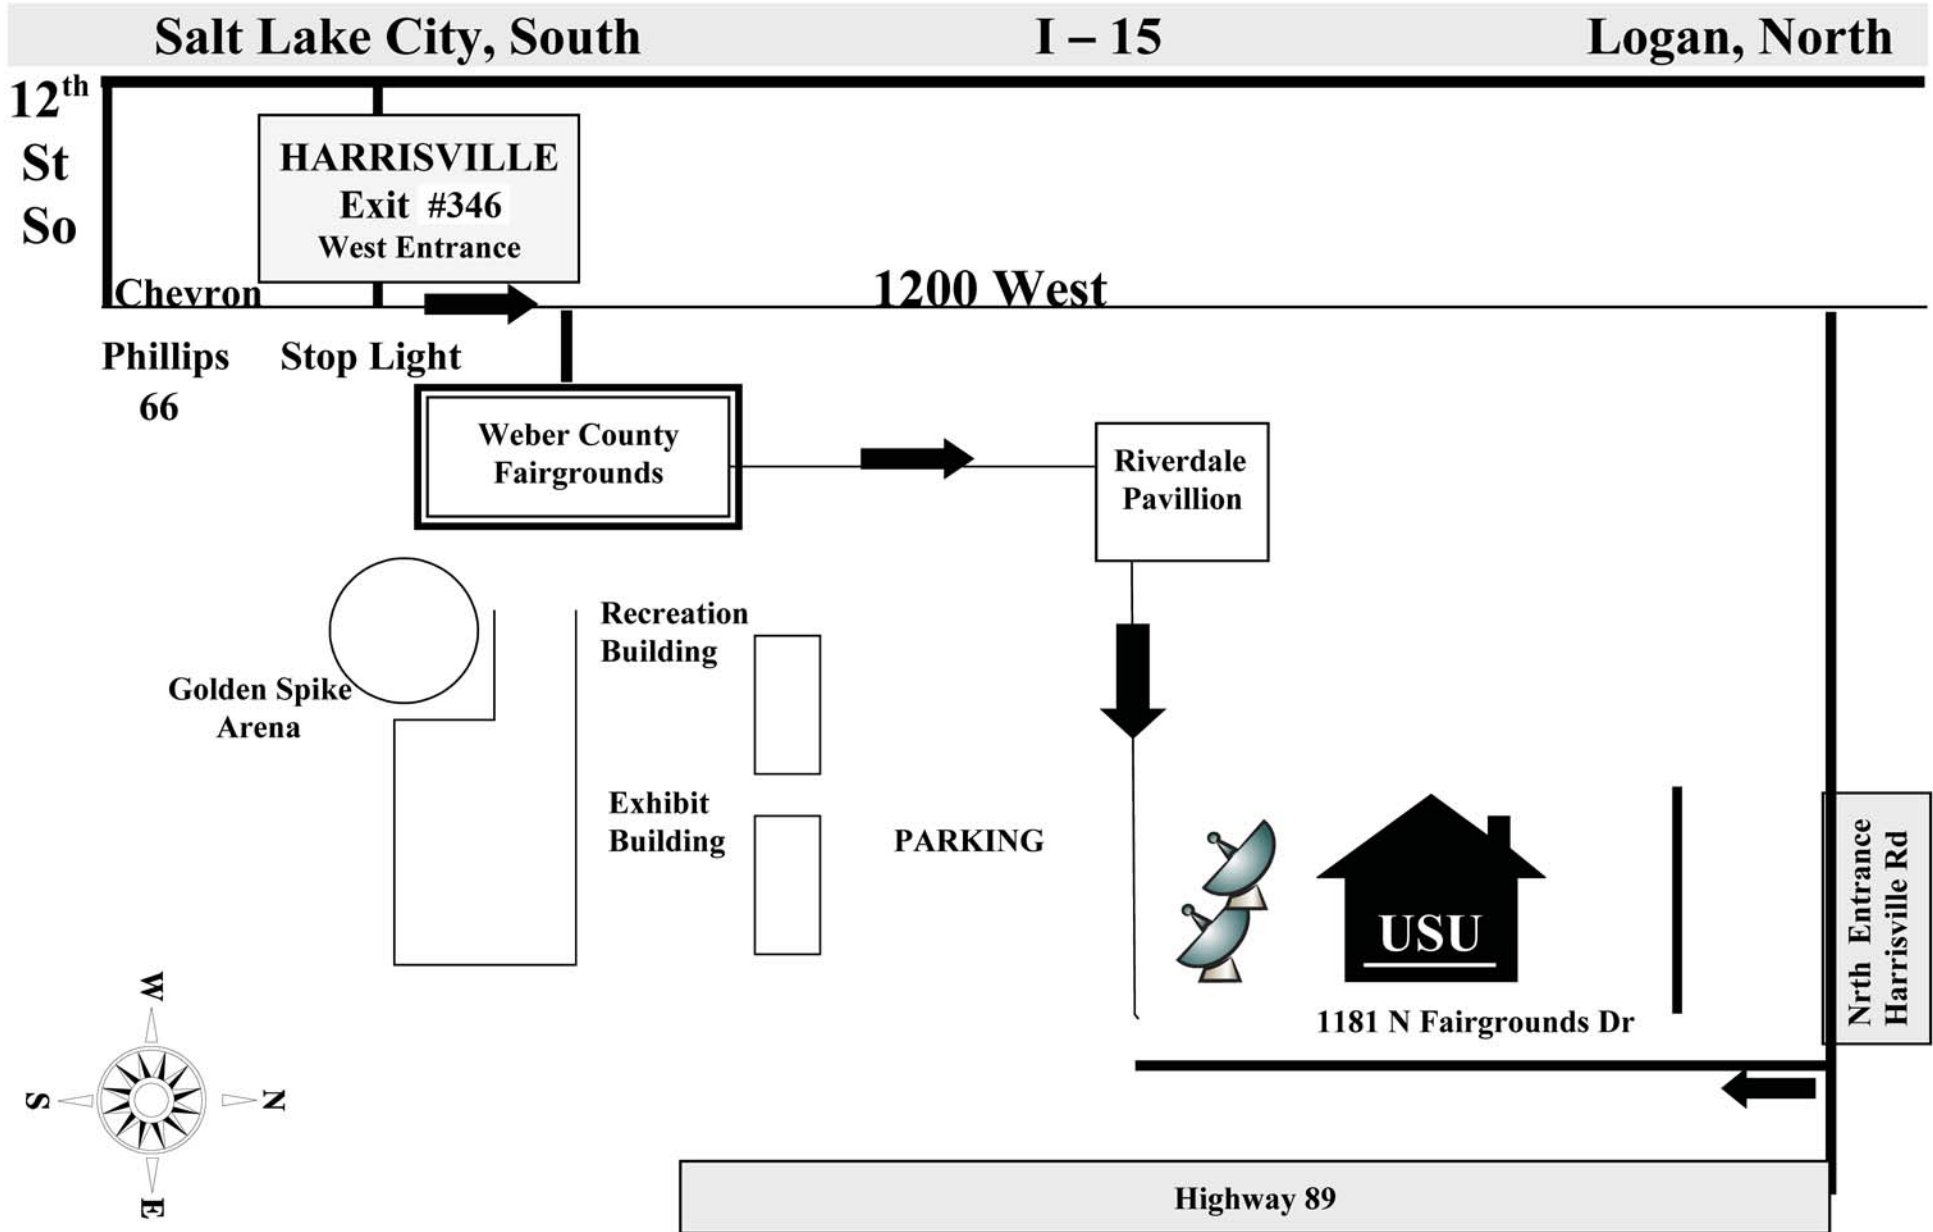 Salt Lake City, South I – 15 Logan, North
12th
St
So
HARRISVILLE
Exit #346
West Entrance
Chevron
1200 West
Phillips
66
Stop Light
Weber County
Fairgrounds
Riverdale
Pavillion
Recreation
Building
Golden Spike
Arena
Exhibit
Building
PARKING
USU
1181 N Fairgrounds Dr
Nrth Entrance
Harrisville Rd
W
S
N
E
Highway 89